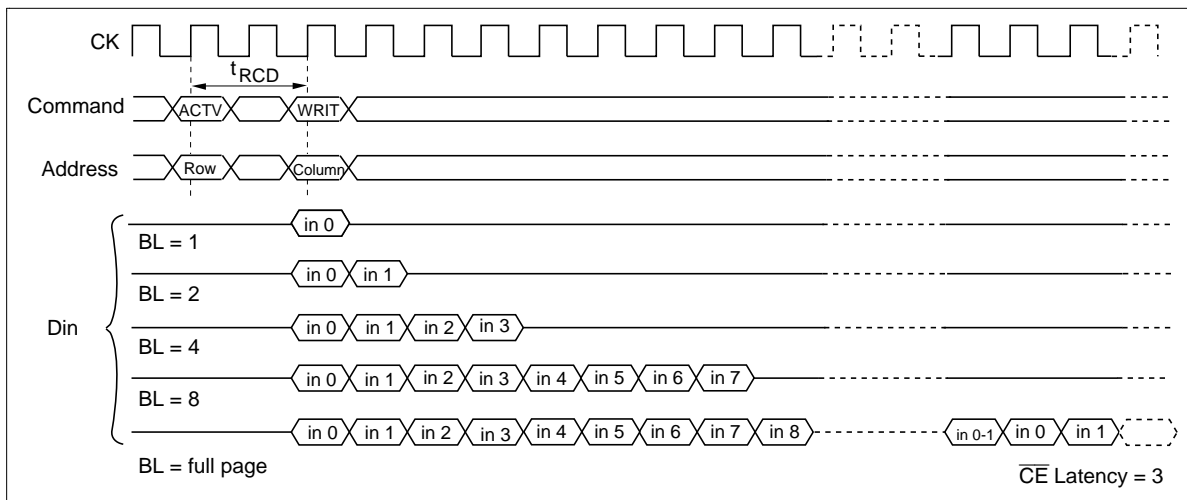 CK
tRCD
Command ACTV WRIT
Address Row Column
in 0
BL = 1
in 0 in 1
BL = 2
Din
in 0 in 1 in 2 in 3
BL = 4
in 0 in 1 in 2 in 3 in 4 in 5 in 6 in 7
BL = 8
in 0 in 1 in 2 in 3 in 4 in 5 in 6 in 7 in 8 in 0-1 in 0 in 1
BL = full page
CE Latency = 3